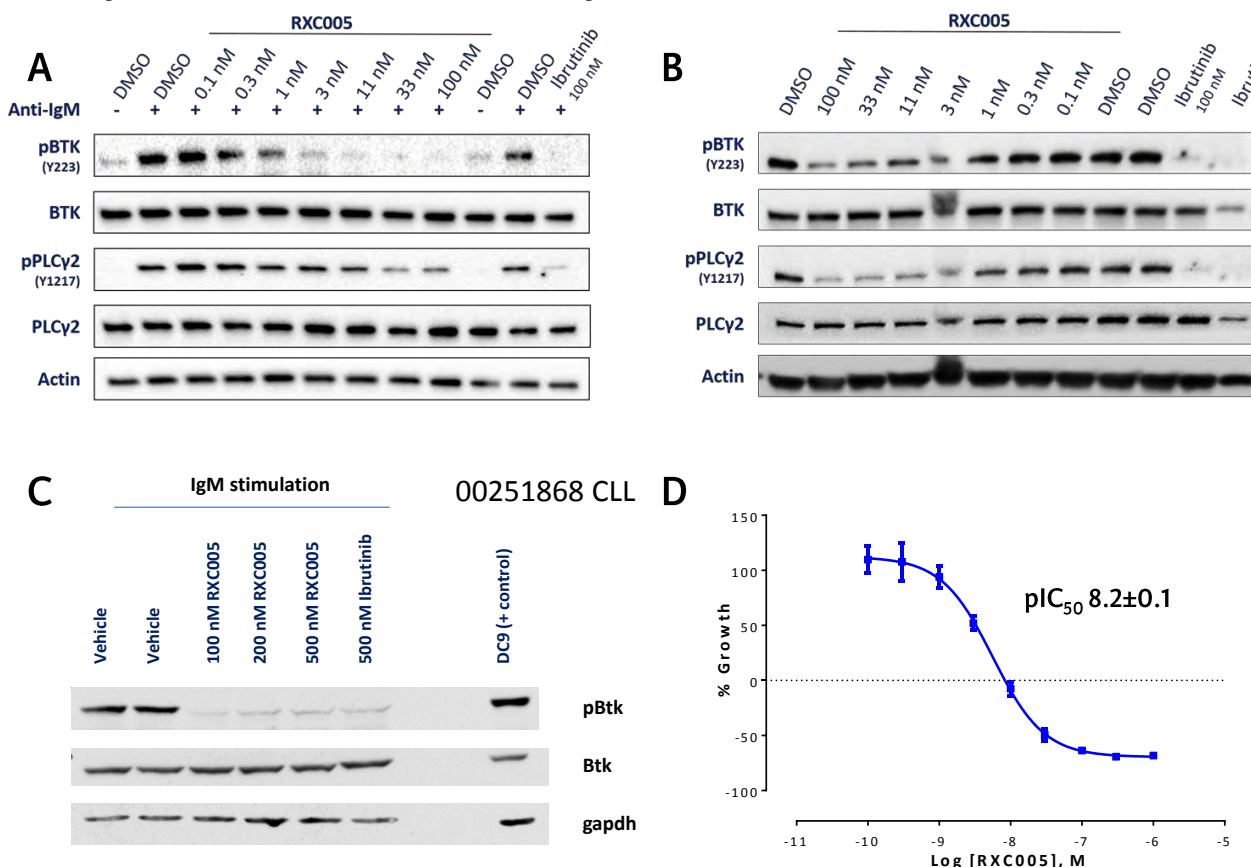 A
RXC005
DMSO
DMSO
0.1 nM
0.3 nM
1 nM
3 nM
11 nM
33 nM
100 nM
DMSO
DMSO
Ibrutinib
100 nM
Anti-IgM
- + + + + + + + + - + +
pBTK
(Y223)
BTK
pPLCγ2
(Y1217)
PLCγ2
Actin
B
RXC005
DMSO
100 nM
33 nM
11 nM
3 nM
1 nM
0.3 nM
0.1 nM
DMSO
DMSO
Ibrutinib
100 nM
Ibru
pBTK
(Y223)
BTK
pPLCγ2
(Y1217)
PLCγ2
Actin
C
IgM stimulation
00251868 CLL
Vehicle
Vehicle
100 nM RXC005
200 nM RXC005
500 nM RXC005
500 nM Ibrutinib
DC9 (+ control)
pBtk
Btk
gapdh
D
pIC50 8.2±0.1
% Growth
150
100
50
0
-50
-100
-11 -10 -9 -8 -7 -6 -5
Log [RXC005], M